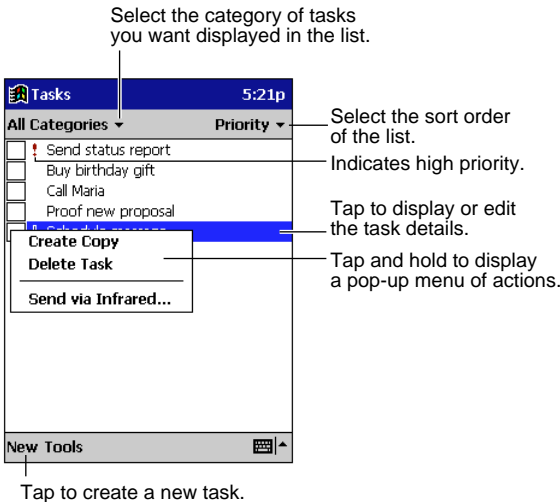 Select the category of tasks
you want displayed in the list.
Tasks 5:21p
All Categories Priority
Select the sort order
of the list.
! Send status report
Indicates high priority.
Buy birthday gift
Call Maria
Proof new proposal
Tap to display or edit
the task details.
Create Copy
Delete Task
Send via Infrared...
Tap and hold to display
a pop-up menu of actions.
New Tools
Tap to create a new task.